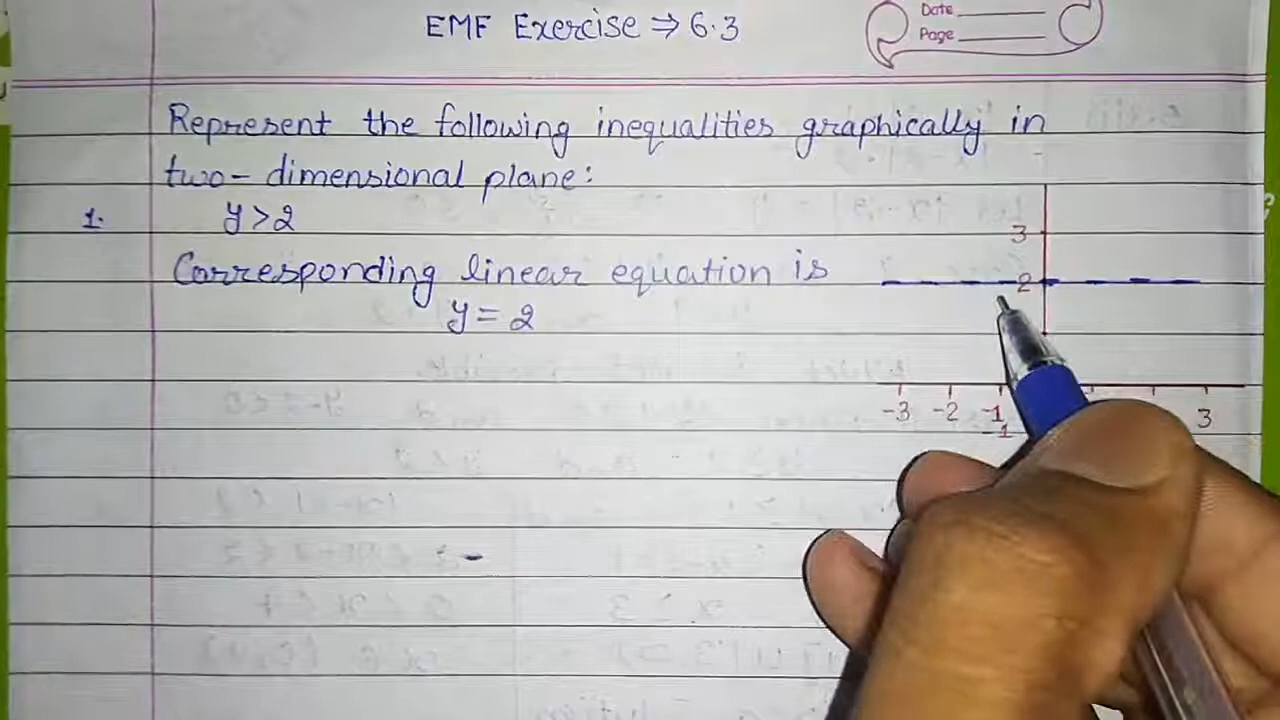 EMF Exercise ⇒ 6.3
Date
Page
Represent the following inequalities graphically in
two-dimensional plane:
1. y > 2
Corresponding linear equation is
y = 2
3
2
-3 -2 -1 3
-1